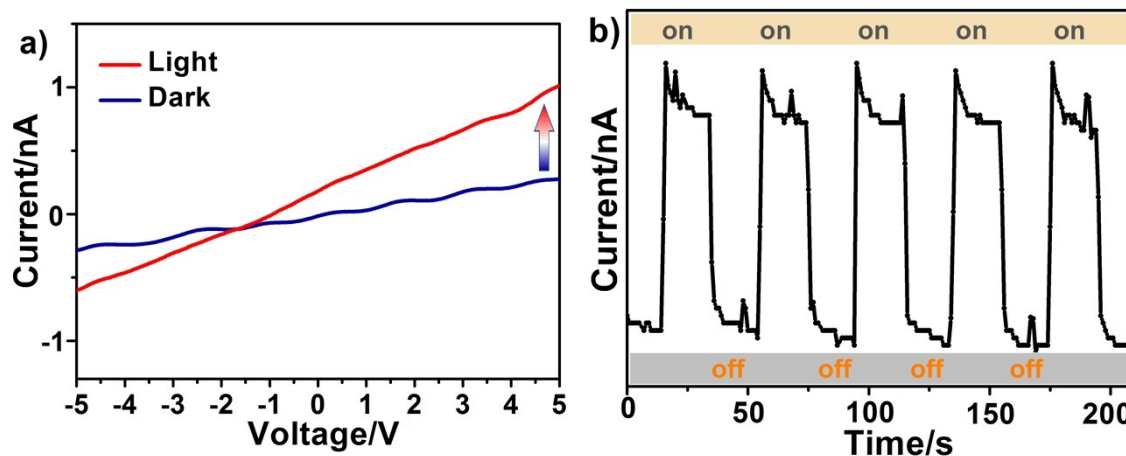 a)
Light
Dark
Current/nA
1
0
-1
-5 -4 -3 -2 -1 0 1 2 3 4 5
Voltage/V
b)
on on on on on
Current/nA
off off off off
0 50 100 150 200
Time/s